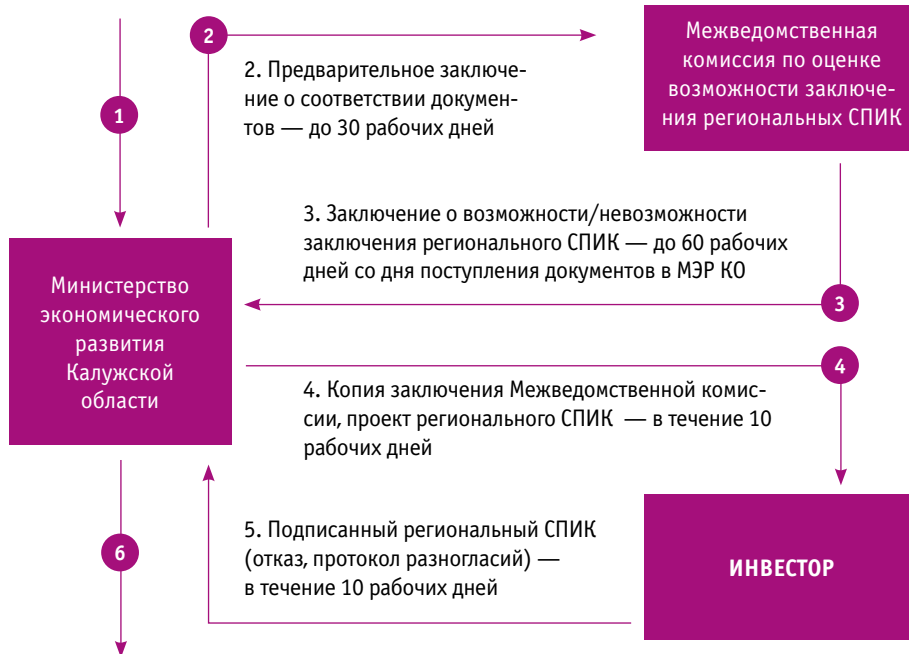 1
2
Межведомственная
комиссия по оценке
возможности заключе-
ния региональных СПИК
2. Предварительное заключе-
ние о соответствии докумен-
тов — до 30 рабочих дней
3. Заключение о возможности/невозможности
заключения регионального СПИК — до 60 рабочих
дней со дня поступления документов в МЭР КО
3
Министерство
экономического
развития
Калужской
области
4
4. Копия заключения Межведомственной комис-
сии, проект регионального СПИК — в течение 10
рабочих дней
5. Подписанный региональный СПИК
(отказ, протокол разногласий) —
в течение 10 рабочих дней
6
ИНВЕСТОР